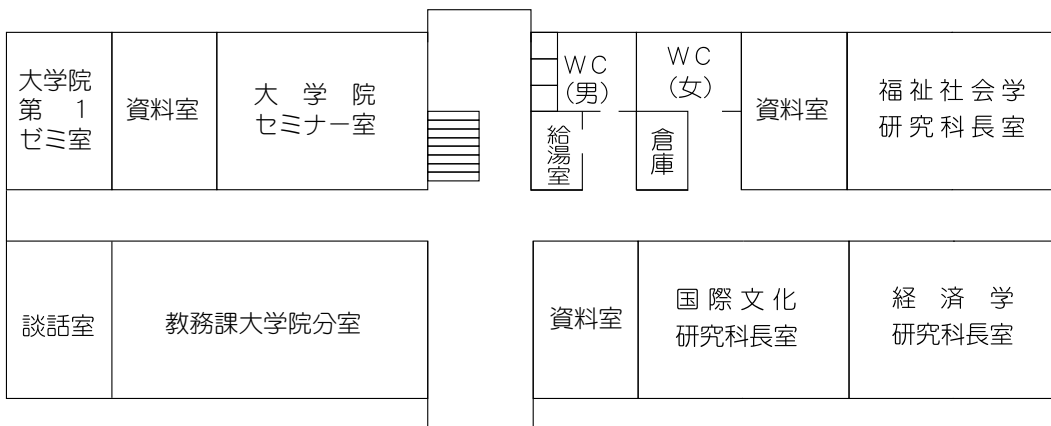 大学院
第 1
ゼミ室
資料室
大 学 院
セミナー室
WC
(男)
WC
(女)
給湯室
倉庫
資料室
福祉社会学
研究科長室
談話室
教務課大学院分室
資料室
国際文化
研究科長室
経 済 学
研究科長室